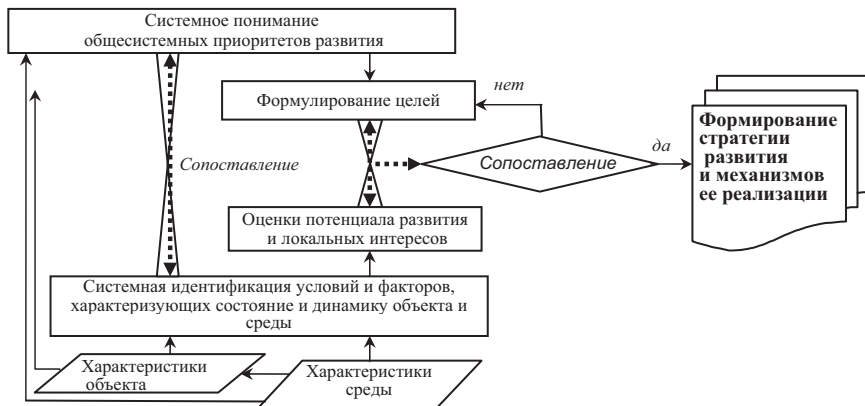 Системное понимание
общесистемных приоритетов развития
Формулирование целей
нет
Сопоставление
Сопоставление
да
Формирование
стратегии
развития
и механизмов
ее реализации
Оценки потенциала развития
и локальных интересов
Системная идентификация условий и факторов,
характеризующих состояние и динамику объекта и
среды
Характеристики
объекта
Характеристики
среды